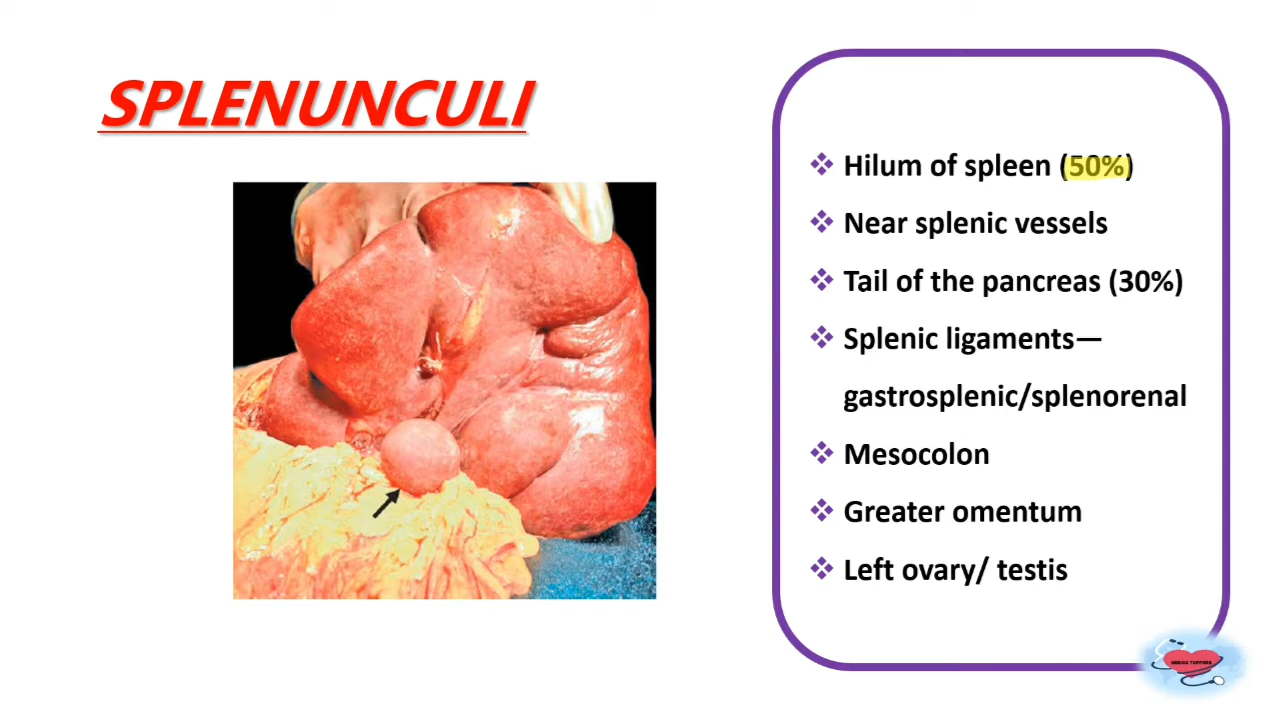 SPLENUNCULI
❖ Hilum of spleen (50%)
❖ Near splenic vessels
❖ Tail of the pancreas (30%)
❖ Splenic ligaments—
gastrosplenic/splenorenal
❖ Mesocolon
❖ Greater omentum
❖ Left ovary/ testis